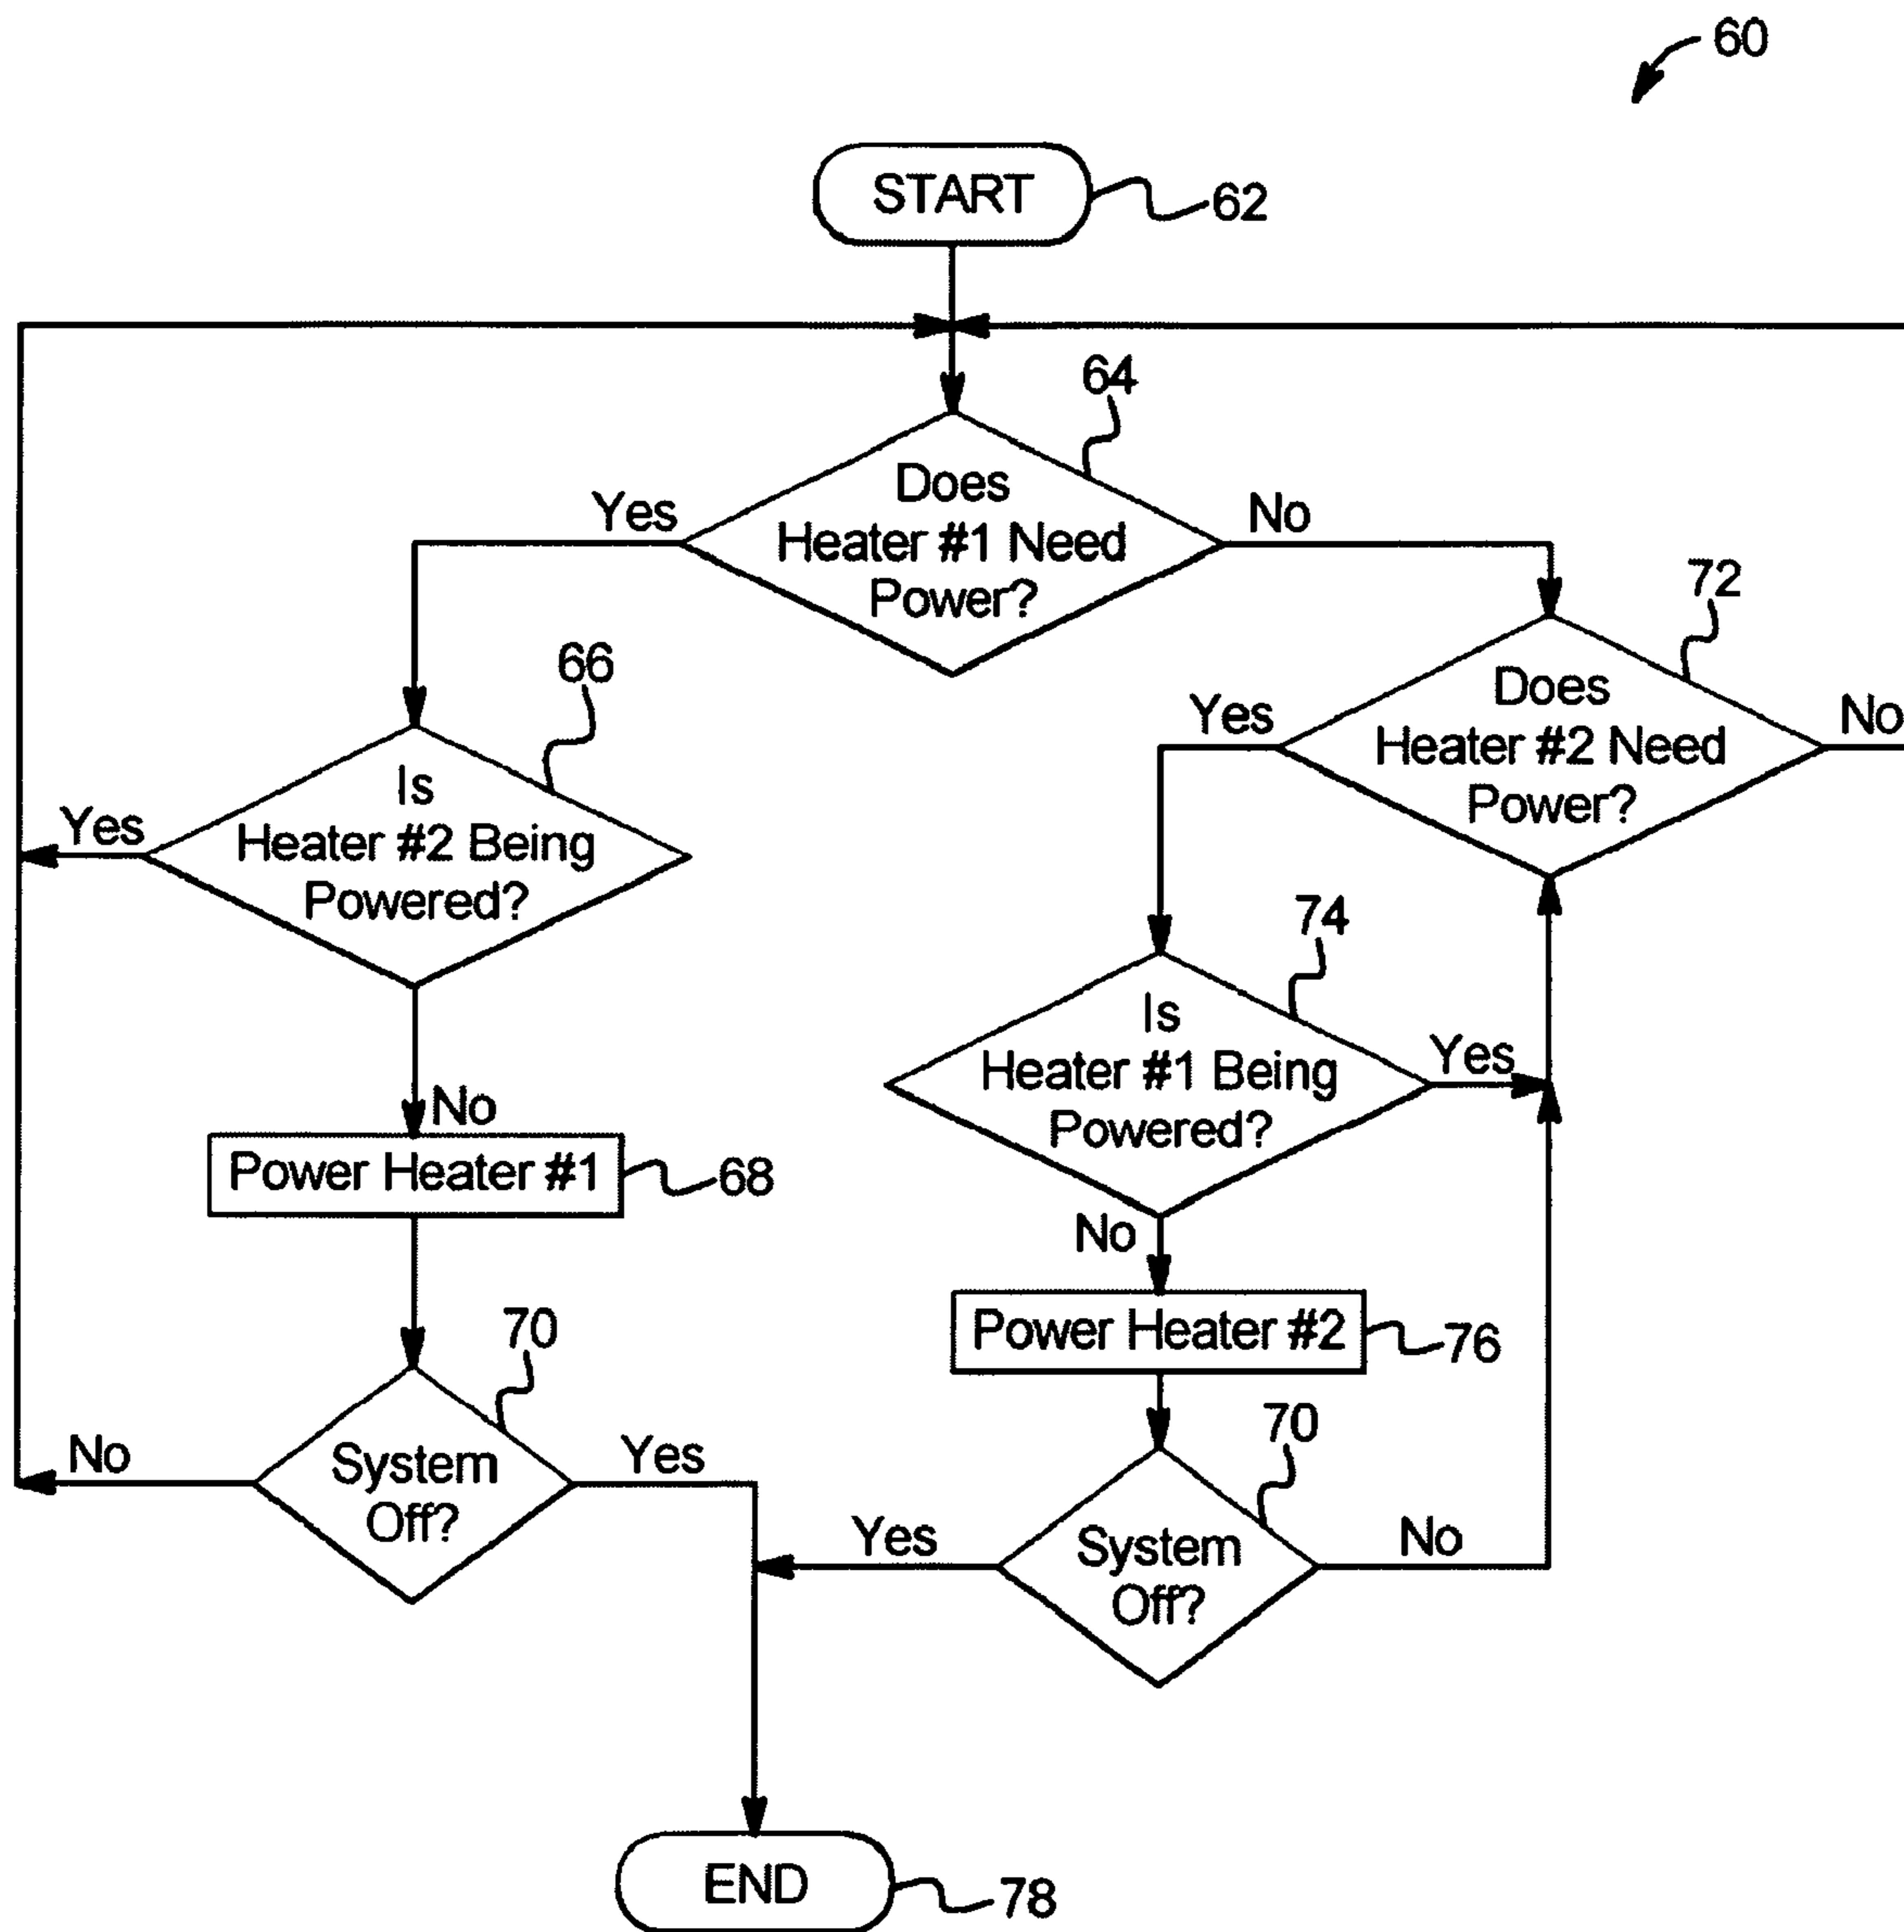 60
START
62
64
Does
Heater #1 Need
Power?
Yes
No
72
Does
Heater #2 Need
Power?
Yes
No
66
Is
Heater #2 Being
Powered?
Yes
No
74
Is
Heater #1 Being
Powered?
Yes
No
Power Heater #1
68
Power Heater #2
76
70
System
Off?
No
Yes
70
System
Off?
Yes
No
END
78